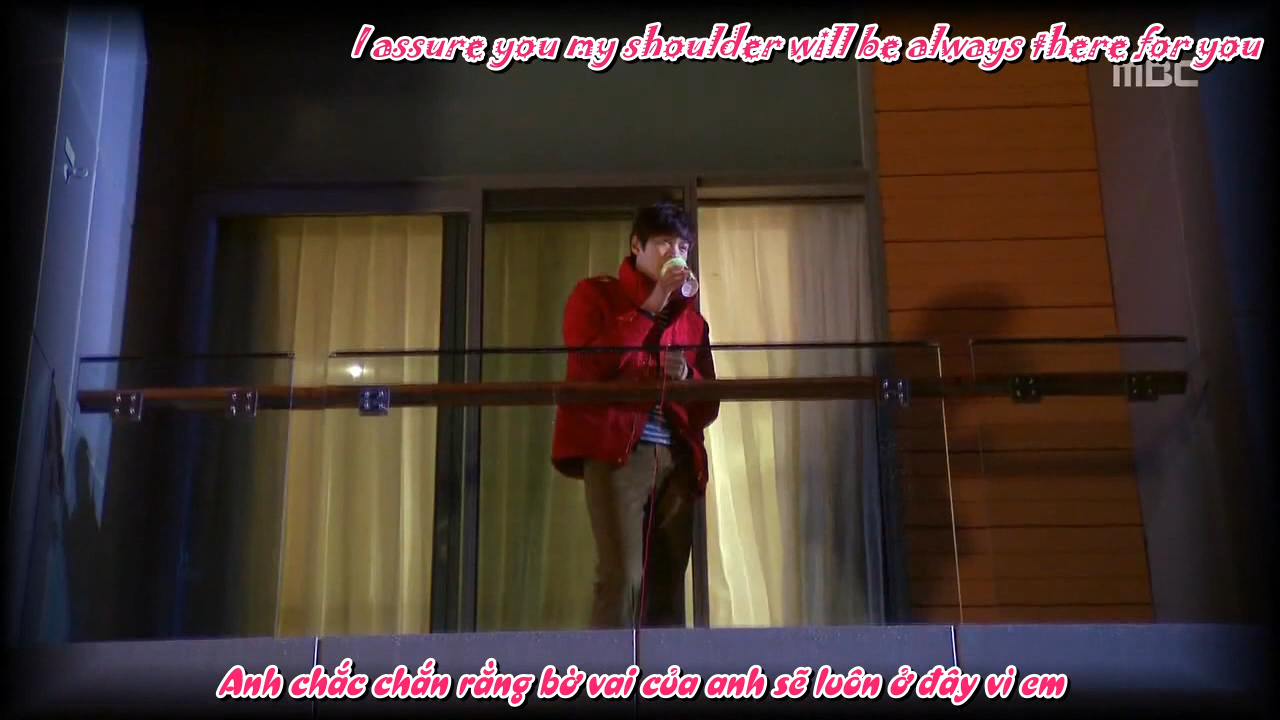 I assure you my shoulder will be always there for you
MBC
Anh chắc chắn rằng bờ vai của anh sẽ luôn ở đây vì em